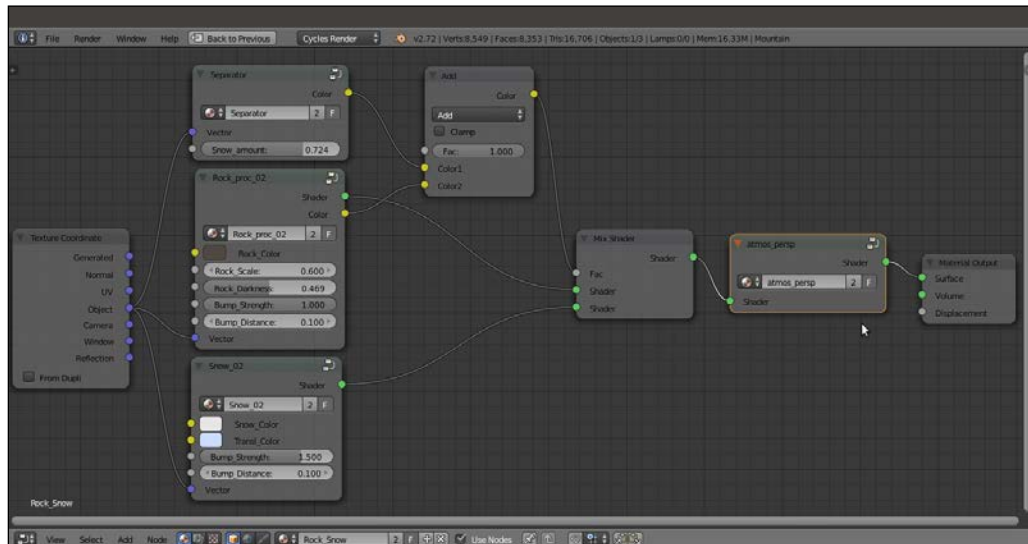 File Render Window Help Back to Previous Cycles Render v2.72 | Verts:8,549 | Faces:8,353 | Tris:16,706 | Objects:1/3 | Lamps:0/0 | Mem:16.33M | Mountain
Separator
Color
Separator 2 F
Vector
Snow_amount: 0.724
Add
Color
Add
Clamp
Fac: 1.000
Color1
Color2
Rock_proc_02
Shader
Color
Rock_proc_02 2 F
Rock_Color
Rock_Scale: 0.600
Rock_Darkness: 0.469
Bump_Strength: 1.000
Bump_Distance: 0.100
Vector
Texture Coordinate
Generated
Normal
UV
Object
Camera
Window
Reflection
From Dupli
Snow_02
Shader
Snow_02 2 F
Snow_Color
Transl_Color
Bump_Strength: 1.500
Bump_Distance: 0.100
Vector
Mix Shader
Shader
Fac
Shader
Shader
atmos_persp
Shader
atmos_persp 2 F
Shader
Material Output
Surface
Volume
Displacement
Rock_Snow
View Select Add Node Rock_Snow 2 F Use Nodes